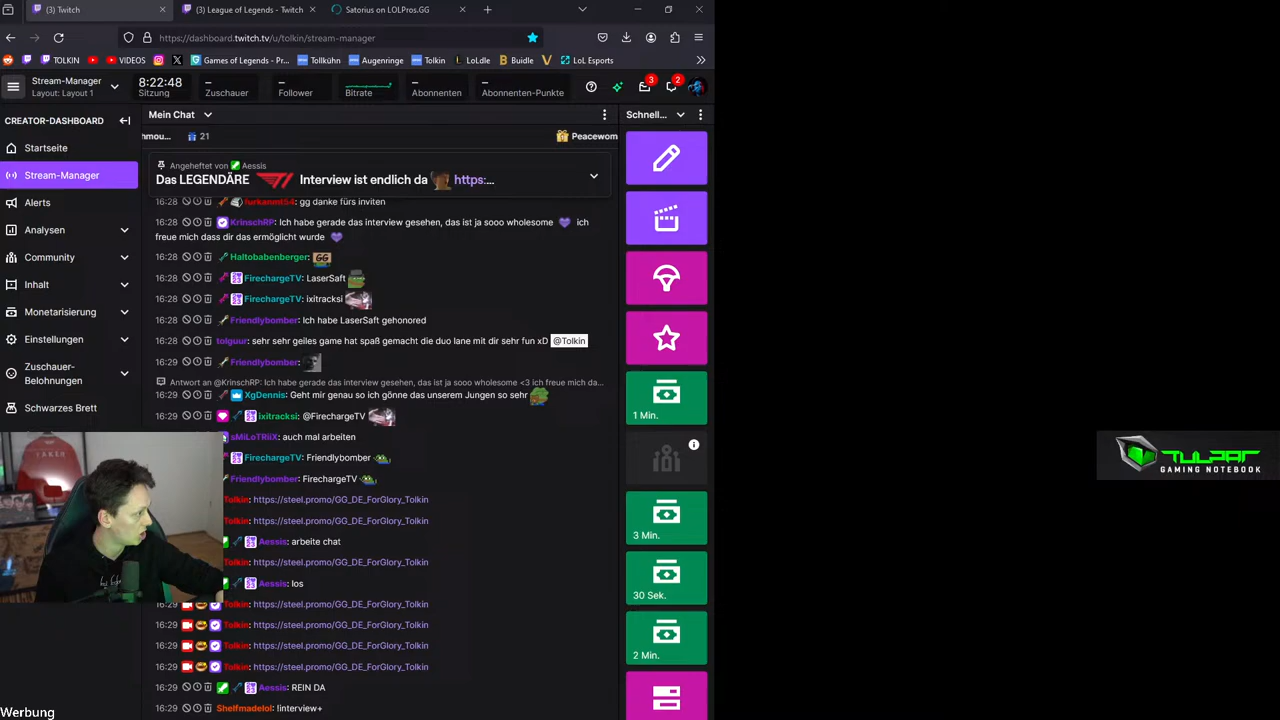 (3) Twitch
(3) League of Legends - Twitch
Satorius on LOLPros.GG
https://dashboard.twitch.tv/u/tolkin/stream-manager
TOLKIN
VIDEOS
Games of Legends - Pr...
Tollkühn
Augenringe
Tolkin
LoLdle
Buidle
LoL Esports
Stream-Manager
Layout: Layout 1
8:22:48
Sitzung
–
Zuschauer
–
Follower
Bitrate
–
Abonnenten
–
Abonnenten-Punkte
3
2
CREATOR-DASHBOARD
Startseite
Stream-Manager
Alerts
Analysen
Community
Inhalt
Monetarisierung
Einstellungen
Zuschauer-
Belohnungen
Schwarzes Brett
Mein Chat
Schnell...
hmou...
21
Peacewom
Angeheftet von Aessis
Das LEGENDÄRE Interview ist endlich da https:...
16:28 furkannt54: gg danke fürs inviten
16:28 KrinschRP: Ich habe gerade das interview gesehen, das ist ja sooo wholesome ich
freue mich dass dir das ermöglicht wurde
16:28 Haltobabenberger: GG
16:28 FirechargeTV: LaserSaft
16:28 FirechargeTV: ixitracksi
16:28 Friendlybomber: Ich habe LaserSaft gehonored
16:28 tolguur: sehr sehr geiles game hat spaß gemacht die duo lane mit dir sehr fun xD @Tolkin
16:29 Friendlybomber:
Antwort an @KrinschRP: Ich habe gerade das interview gesehen, das ist ja sooo wholesome <3 ich freue mich da...
16:29 XgDennis: Geht mir genau so ich gönne das unserem Jungen so sehr
16:29 ixitracksi: @FirechargeTV
sMiLoTRiiX: auch mal arbeiten
FirechargeTV: Friendlybomber
Friendlybomber: FirechargeTV
Tolkin: https://steel.promo/GG_DE_ForGlory_Tolkin
Tolkin: https://steel.promo/GG_DE_ForGlory_Tolkin
Aessis: arbeite chat
Tolkin: https://steel.promo/GG_DE_ForGlory_Tolkin
Aessis: los
16:29 Tolkin: https://steel.promo/GG_DE_ForGlory_Tolkin
16:29 Tolkin: https://steel.promo/GG_DE_ForGlory_Tolkin
16:29 Tolkin: https://steel.promo/GG_DE_ForGlory_Tolkin
16:29 Tolkin: https://steel.promo/GG_DE_ForGlory_Tolkin
16:29 Aessis: REIN DA
16:29 Shelfmadelol: !interview+
1 Min.
3 Min.
30 Sek.
2 Min.
FAKER
Werbung
TULPAR
GAMING NOTEBOOK